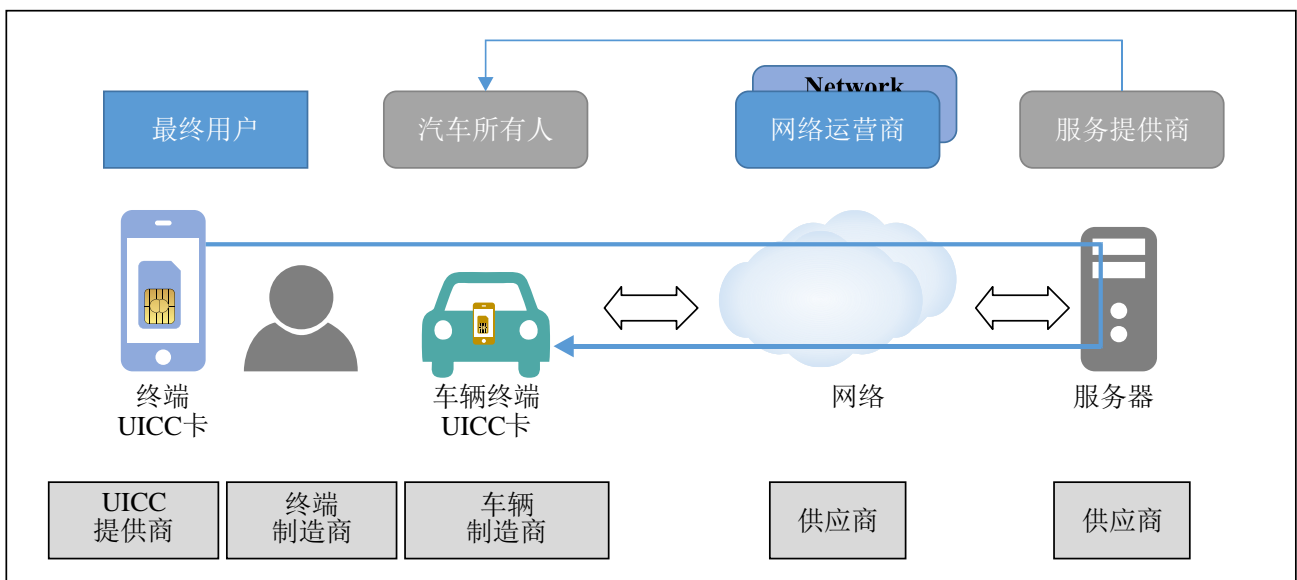 Network
最终用户
汽车所有人
网络运营商
服务提供商
终端
UICC卡
车辆终端
UICC卡
网络
服务器
UICC
提供商
终端
制造商
车辆
制造商
供应商
供应商